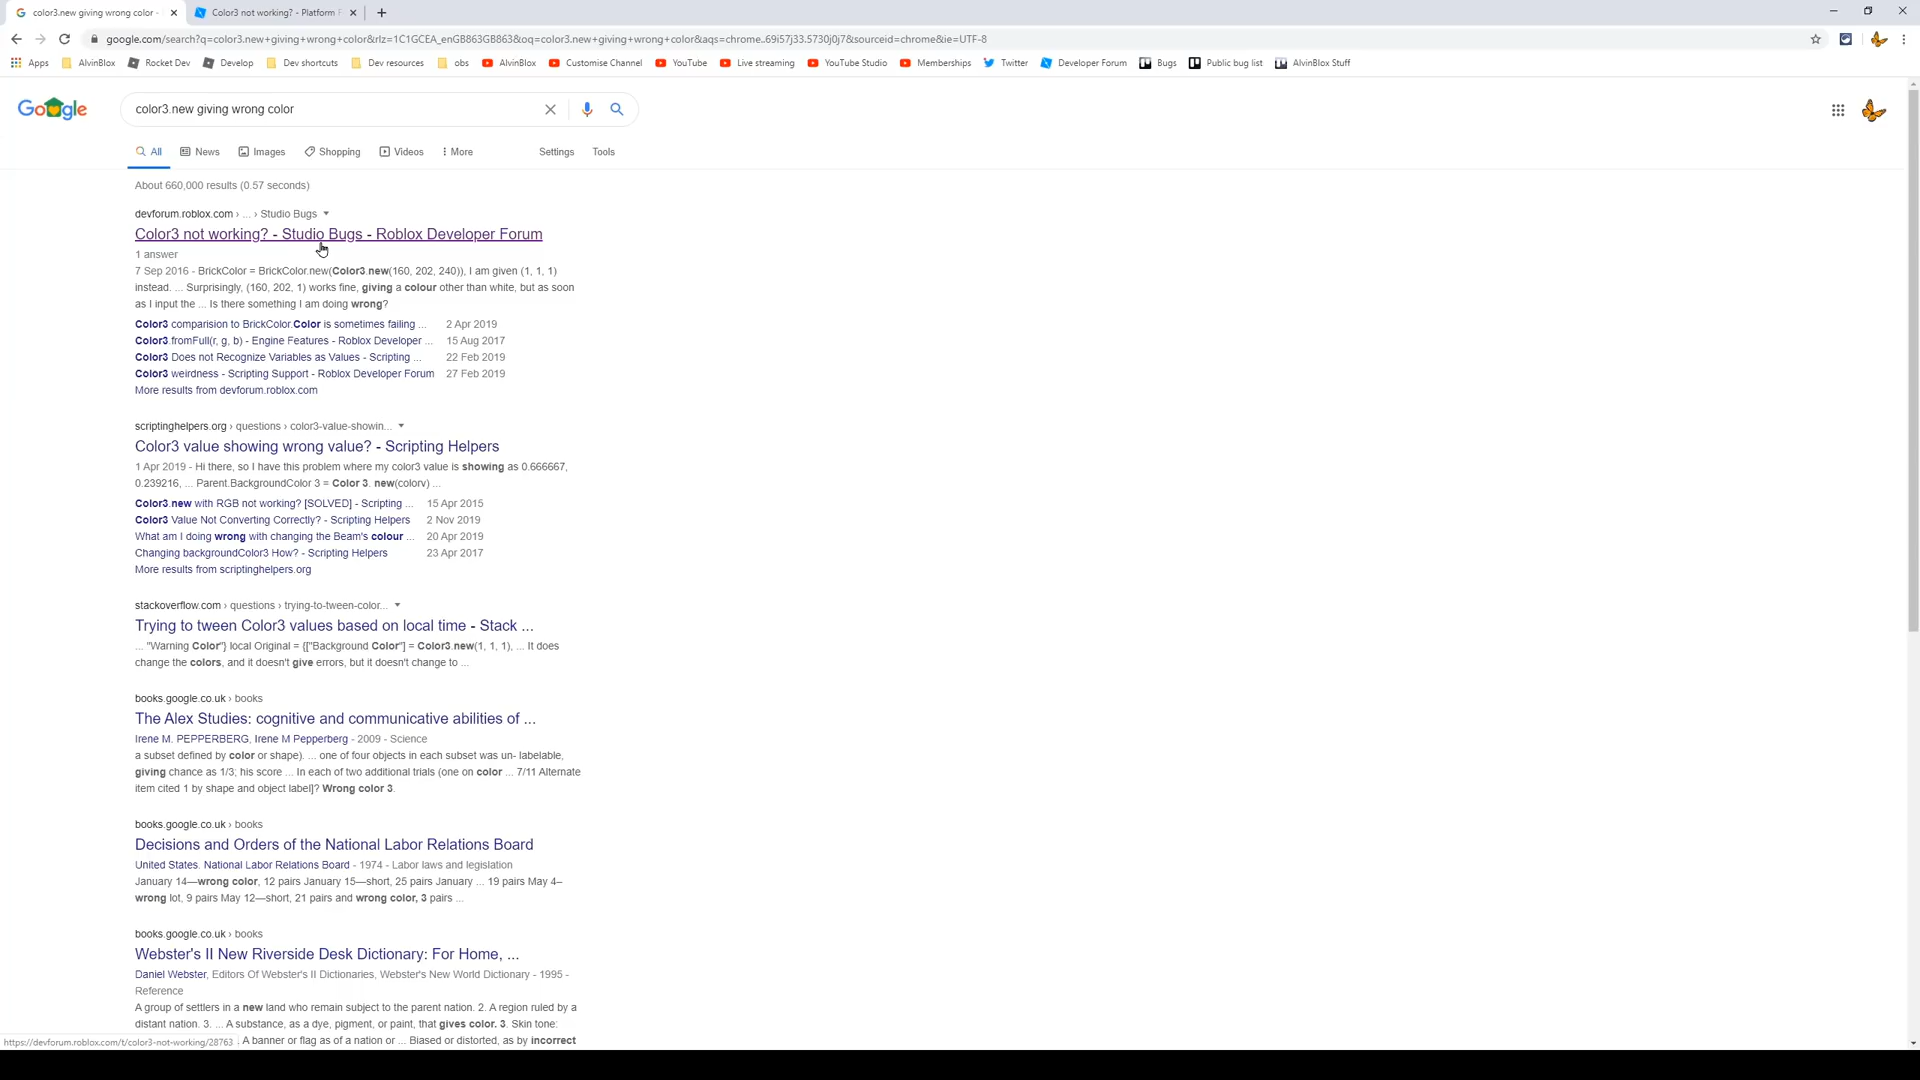 color3.new giving wrong color -
Color3 not working? - Platform F
google.com/search?q=color3.new+giving+wrong+color&rlz=1C1GCEA_enGB863GB863&oq=color3.new+giving+wrong+color&aqs=chrome..69i57j33.5730j0j7&sourceid=chrome&ie=UTF-8
Apps AlvinBlox Rocket Dev Develop Dev shortcuts Dev resources obs AlvinBlox Customise Channel YouTube Live streaming YouTube Studio Memberships Twitter Developer Forum Bugs Public bug list AlvinBlox Stuff
Google
color3.new giving wrong color
All News Images Shopping Videos More Settings Tools
About 660,000 results (0.57 seconds)
devforum.roblox.com › ... › Studio Bugs
Color3 not working? - Studio Bugs - Roblox Developer Forum
1 answer
7 Sep 2016 - BrickColor = BrickColor.new(Color3.new(160, 202, 240)), I am given (1, 1, 1)
instead. ... Surprisingly, (160, 202, 1) works fine, giving a colour other than white, but as soon
as I input the ... Is there something I am doing wrong?
Color3 comparision to BrickColor.Color is sometimes failing ... 2 Apr 2019
Color3.fromFull(r, g, b) - Engine Features - Roblox Developer ... 15 Aug 2017
Color3 Does not Recognize Variables as Values - Scripting ... 22 Feb 2019
Color3 weirdness - Scripting Support - Roblox Developer Forum 27 Feb 2019
More results from devforum.roblox.com
scriptinghelpers.org › questions › color3-value-showin...
Color3 value showing wrong value? - Scripting Helpers
1 Apr 2019 - Hi there, so I have this problem where my color3 value is showing as 0.666667,
0.239216, ... Parent.BackgroundColor 3 = Color 3. new(colorv) ...
Color3.new with RGB not working? [SOLVED] - Scripting ... 15 Apr 2015
Color3 Value Not Converting Correctly? - Scripting Helpers 2 Nov 2019
What am I doing wrong with changing the Beam's colour ... 20 Apr 2019
Changing backgroundColor3 How? - Scripting Helpers 23 Apr 2017
More results from scriptinghelpers.org
stackoverflow.com › questions › trying-to-tween-color...
Trying to tween Color3 values based on local time - Stack ...
... "Warning Color"} local Original = {["Background Color"] = Color3.new(1, 1, 1), ... It does
change the colors, and it doesn't give errors, but it doesn't change to ...
books.google.co.uk › books
The Alex Studies: cognitive and communicative abilities of ...
Irene M. PEPPERBERG, Irene M Pepperberg - 2009 - Science
a subset defined by color or shape). ... one of four objects in each subset was un- labelable,
giving chance as 1/3; his score ... In each of two additional trials (one on color ... 7/11 Alternate
item cited 1 by shape and object label]? Wrong color 3.
books.google.co.uk › books
Decisions and Orders of the National Labor Relations Board
United States. National Labor Relations Board - 1974 - Labor laws and legislation
January 14—wrong color, 12 pairs January 15—short, 25 pairs January ... 19 pairs May 4–
wrong lot, 9 pairs May 12—short, 21 pairs and wrong color, 3 pairs ...
books.google.co.uk › books
Webster's II New Riverside Desk Dictionary: For Home, ...
Daniel Webster, Editors Of Webster's II Dictionaries, Webster's New World Dictionary - 1995 -
Reference
A group of settlers in a new land who remain subject to the parent nation. 2. A region ruled by a
distant nation. 3. ... A substance, as a dye, pigment, or paint, that gives color. 3. Skin tone:
https://devforum.roblox.com/t/color3-not-working/28763 . A banner or flag as of a nation or ... Biased or distorted, as by incorrect